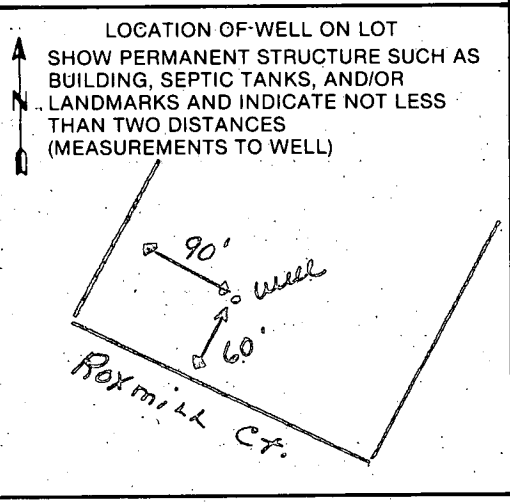 LOCATION OF WELL ON LOT
SHOW PERMANENT STRUCTURE SUCH AS
BUILDING, SEPTIC TANKS, AND/OR
N LANDMARKS AND INDICATE NOT LESS
THAN TWO DISTANCES
(MEASUREMENTS TO WELL)
90'
well
60'
Roxmill Ct.